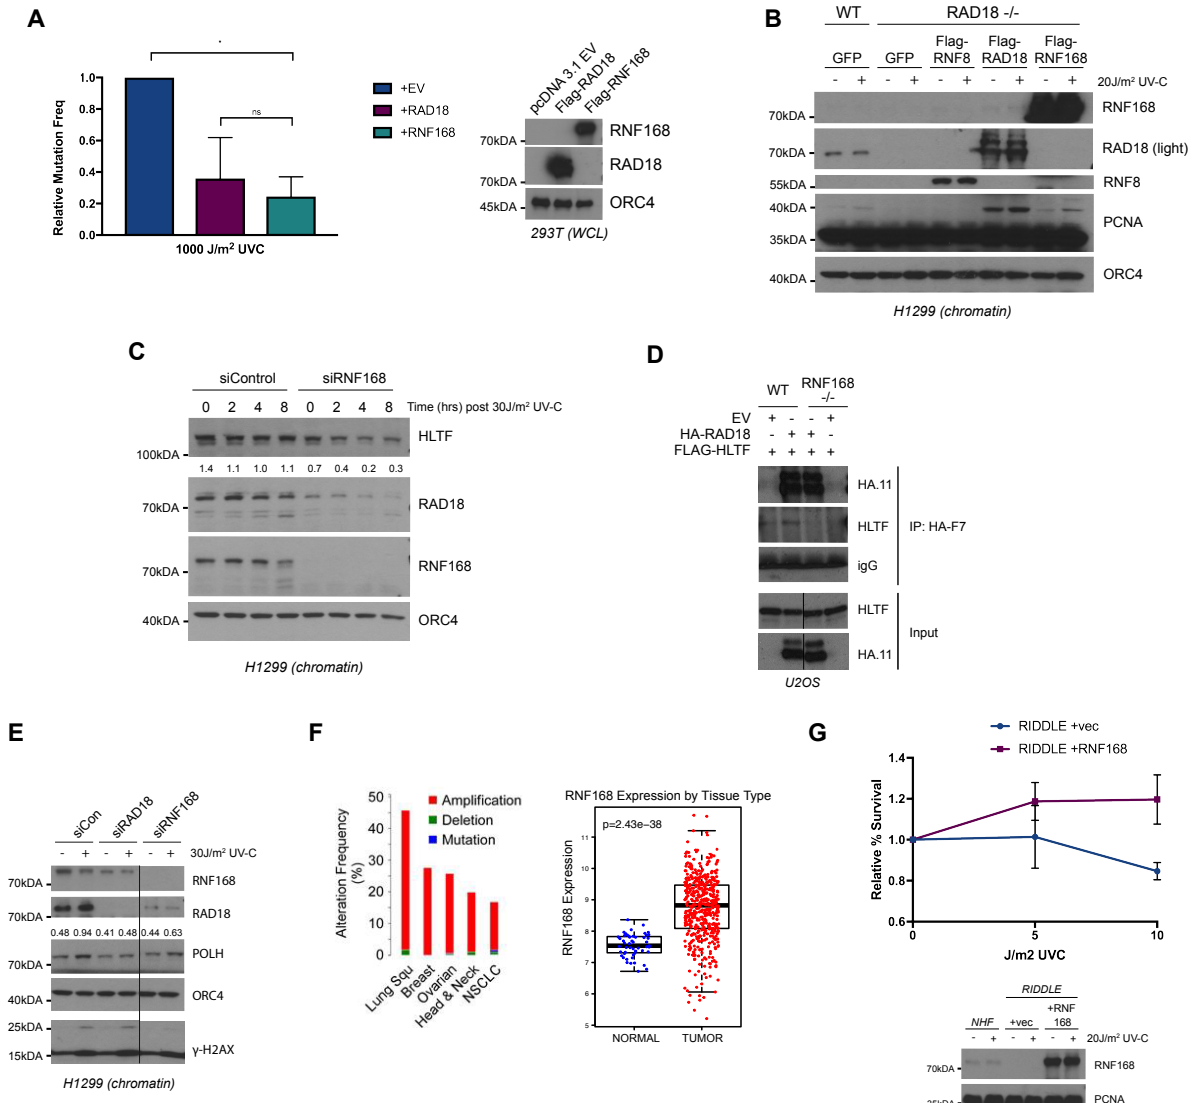 A
Relative Mutation Freq
1.0
0.8
0.6
0.4
0.2
0.0
ns
1000 J/m² UVC
+EV
+RAD18
+RNF168
pcDNA 3.1 EV
Flag-RAD18
Flag-RNF168
70kDA
RNF168
70kDA
RAD18
45kDA
ORC4
293T (WCL)
B
WT RAD18 -/-
GFP GFP Flag-RNF8 Flag-RAD18 Flag-RNF168
- + - + - + - + - + 20J/m² UV-C
70kDA RNF168
70kDA RAD18 (light)
55kDA RNF8
40kDA PCNA
35kDA
40kDA ORC4
H1299 (chromatin)
C
siControl siRNF168
0 2 4 8 0 2 4 8 Time (hrs) post 30J/m² UV-C
HLTF
100kDA
1.4 1.1 1.0 1.1 0.7 0.4 0.2 0.3
70kDA RAD18
70kDA RNF168
40kDA ORC4
H1299 (chromatin)
D
WT RNF168 -/-
EV + - - +
HA-RAD18 - + + -
FLAG-HLTF + + + +
HA.11
HLTF IP: HA-F7
igG
HLTF
Input
HA.11
U2OS
E
siCon siRAD18 siRNF168
- + - + - + 30J/m² UV-C
70kDA RNF168
70kDA RAD18
0.48 0.94 0.41 0.48 0.44 0.63
70kDA POLH
40kDA ORC4
25kDA
15kDA γ-H2AX
H1299 (chromatin)
F
Alteration Frequency (%)
50
40
30
20
10
0
Amplification
Deletion
Mutation
Lung Squ
Breast
Ovarian
Head & Neck
NSCLC
RNF168 Expression by Tissue Type
p=2.43e−38
RNF168 Expression
11
10
9
8
7
6
5
NORMAL TUMOR
G
RIDDLE +vec
RIDDLE +RNF168
Relative % Survival
1.4
1.2
1.0
0.8
0.6
0 5 10
J/m2 UVC
RIDDLE
NHF +vec +RNF 168
- + - + - + 20J/m² UV-C
70kDA RNF168
35kDA PCNA